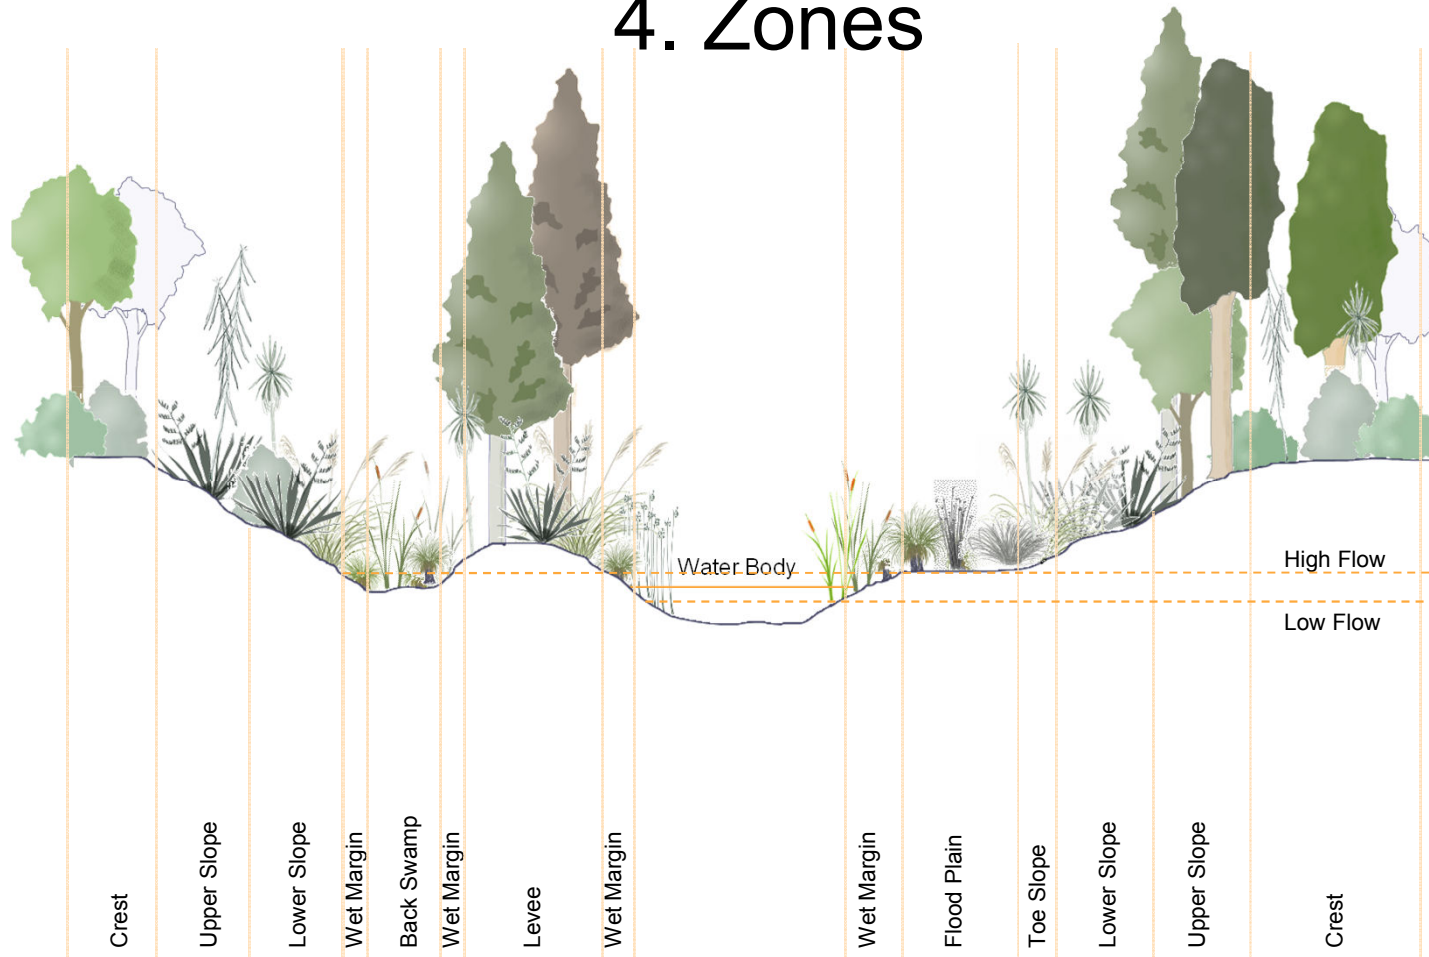 4. Zones
Water Body
High Flow
Low Flow
Crest
Upper Slope
Lower Slope
Wet Margin
Back Swamp
Wet Margin
Levee
Wet Margin
Wet Margin
Flood Plain
Toe Slope
Lower Slope
Upper Slope
Crest